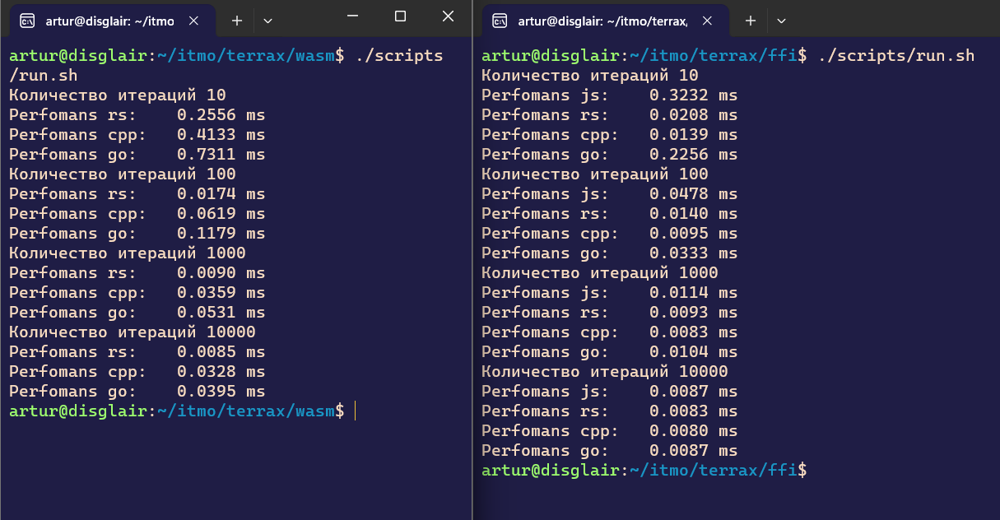 artur@disglair: ~/itmo
artur@disglair:~/itmo/terrax/wasm$ ./scripts
/run.sh
Количество итераций 10
Perfomans rs: 0.2556 ms
Perfomans cpp: 0.4133 ms
Perfomans go: 0.7311 ms
Количество итераций 100
Perfomans rs: 0.0174 ms
Perfomans cpp: 0.0619 ms
Perfomans go: 0.1179 ms
Количество итераций 1000
Perfomans rs: 0.0090 ms
Perfomans cpp: 0.0359 ms
Perfomans go: 0.0531 ms
Количество итераций 10000
Perfomans rs: 0.0085 ms
Perfomans cpp: 0.0328 ms
Perfomans go: 0.0395 ms
artur@disglair:~/itmo/terrax/wasm$
artur@disglair: ~/itmo/terrax,
artur@disglair:~/itmo/terrax/ffi$ ./scripts/run.sh
Количество итераций 10
Perfomans js: 0.3232 ms
Perfomans rs: 0.0208 ms
Perfomans cpp: 0.0139 ms
Perfomans go: 0.2256 ms
Количество итераций 100
Perfomans js: 0.0478 ms
Perfomans rs: 0.0140 ms
Perfomans cpp: 0.0095 ms
Perfomans go: 0.0333 ms
Количество итераций 1000
Perfomans js: 0.0114 ms
Perfomans rs: 0.0093 ms
Perfomans cpp: 0.0083 ms
Perfomans go: 0.0104 ms
Количество итераций 10000
Perfomans js: 0.0087 ms
Perfomans rs: 0.0083 ms
Perfomans cpp: 0.0080 ms
Perfomans go: 0.0087 ms
artur@disglair:~/itmo/terrax/ffi$